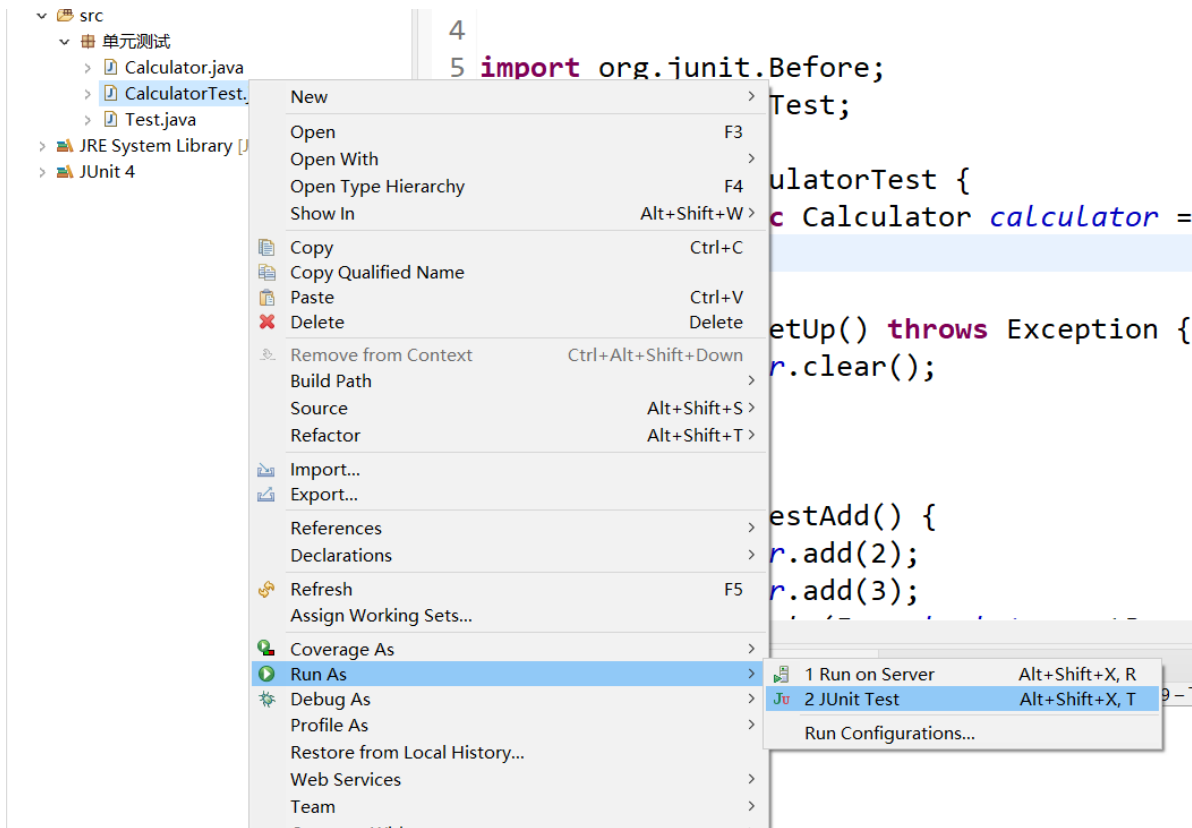 src
单元测试
Calculator.java
CalculatorTest.
Test.java
JRE System Library [J
JUnit 4
4
5 import org.junit.Before;
Test;
ulatorTest {
c Calculator calculator =
etUp() throws Exception {
r.clear();
estAdd() {
r.add(2);
r.add(3);
New
Open F3
Open With
Open Type Hierarchy F4
Show In Alt+Shift+W
Copy Ctrl+C
Copy Qualified Name
Paste Ctrl+V
Delete Delete
Remove from Context Ctrl+Alt+Shift+Down
Build Path
Source Alt+Shift+S
Refactor Alt+Shift+T
Import...
Export...
References
Declarations
Refresh F5
Assign Working Sets...
Coverage As
Run As
Debug As
Profile As
Restore from Local History...
Web Services
Team
1 Run on Server Alt+Shift+X, R
2 JUnit Test Alt+Shift+X, T
Run Configurations...